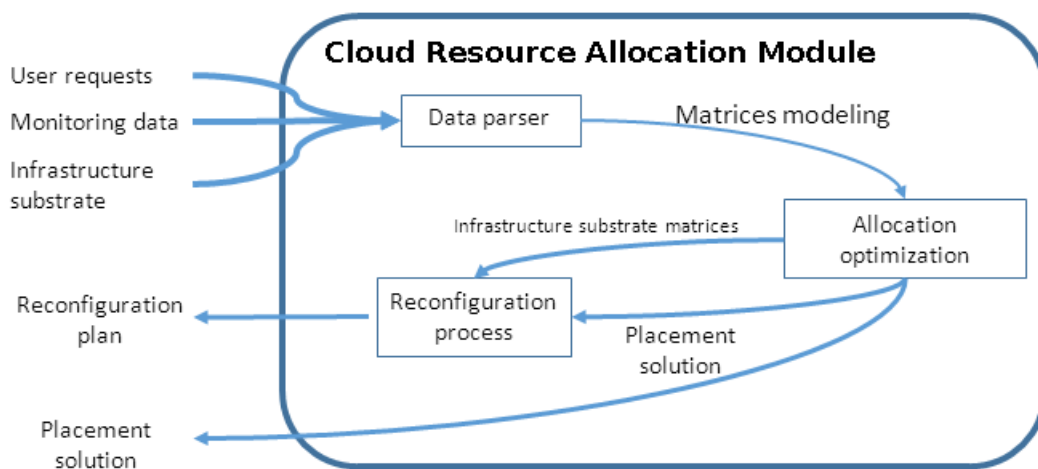 Cloud Resource Allocation Module
User requests
Monitoring data
Infrastructure
substrate
Data parser
Matrices modeling
Allocation
optimization
Infrastructure substrate matrices
Reconfiguration
process
Placement
solution
Reconfiguration
plan
Placement
solution